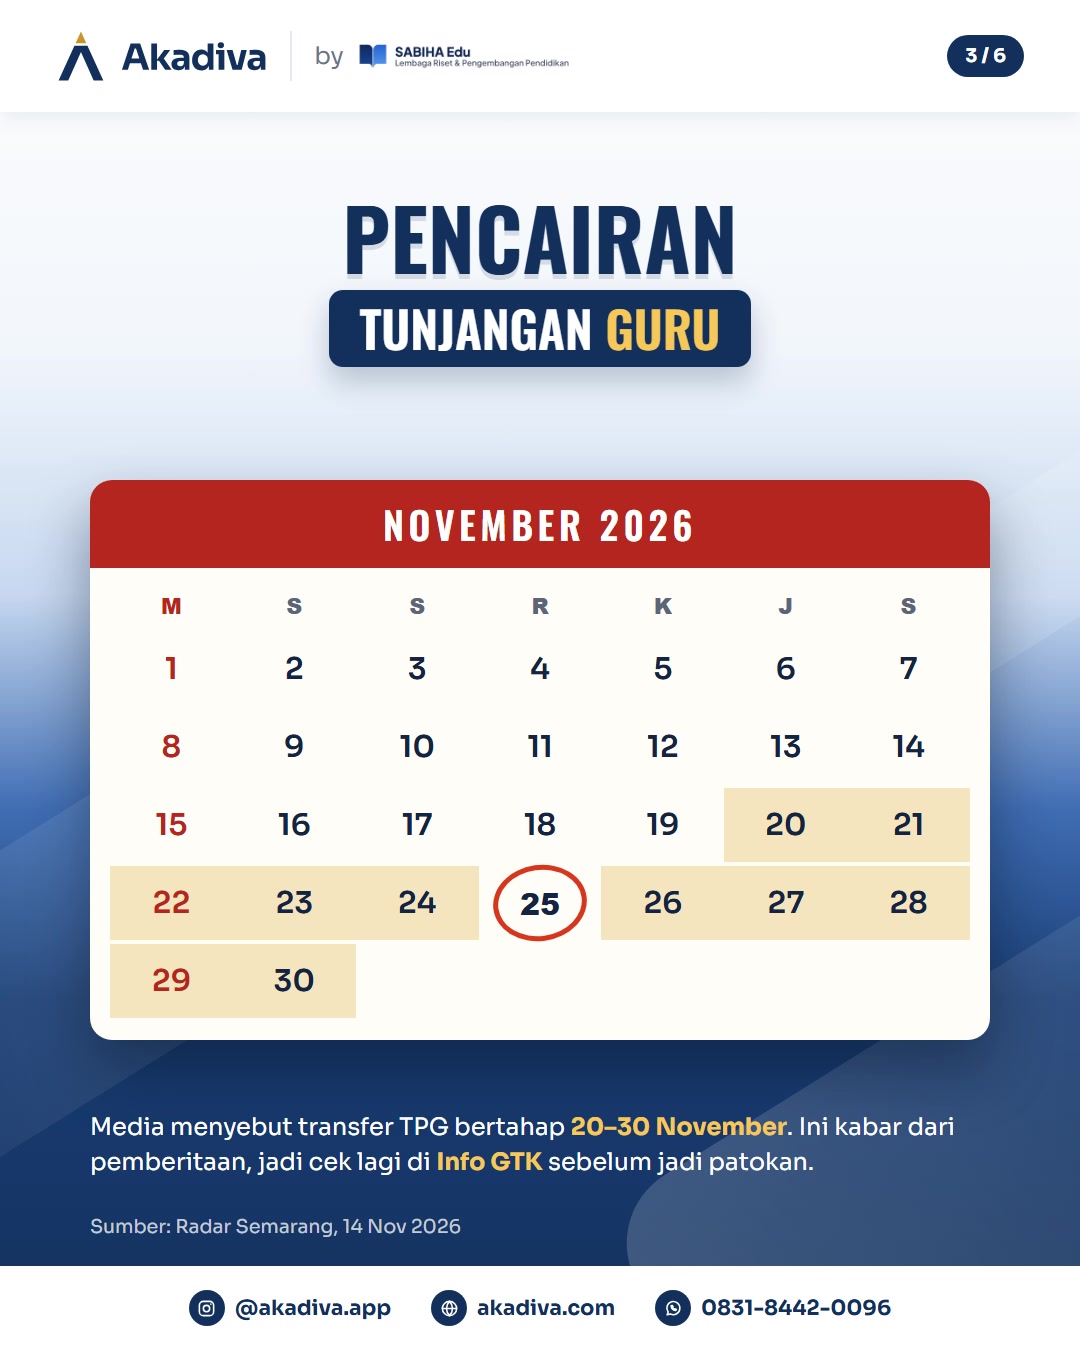 Akadiva
by
SABIHA Edu
Lembaga Riset & Pengembangan Pendidikan
3 / 6
PENCAIRAN
TUNJANGAN GURU
NOVEMBER 2026
M S S R K J S
1 2 3 4 5 6 7
8 9 10 11 12 13 14
15 16 17 18 19 20 21
22 23 24 25 26 27 28
29 30
Media menyebut transfer TPG bertahap 20–30 November. Ini kabar dari
pemberitaan, jadi cek lagi di Info GTK sebelum jadi patokan.
Sumber: Radar Semarang, 14 Nov 2026
@akadiva.app
akadiva.com
0831-8442-0096